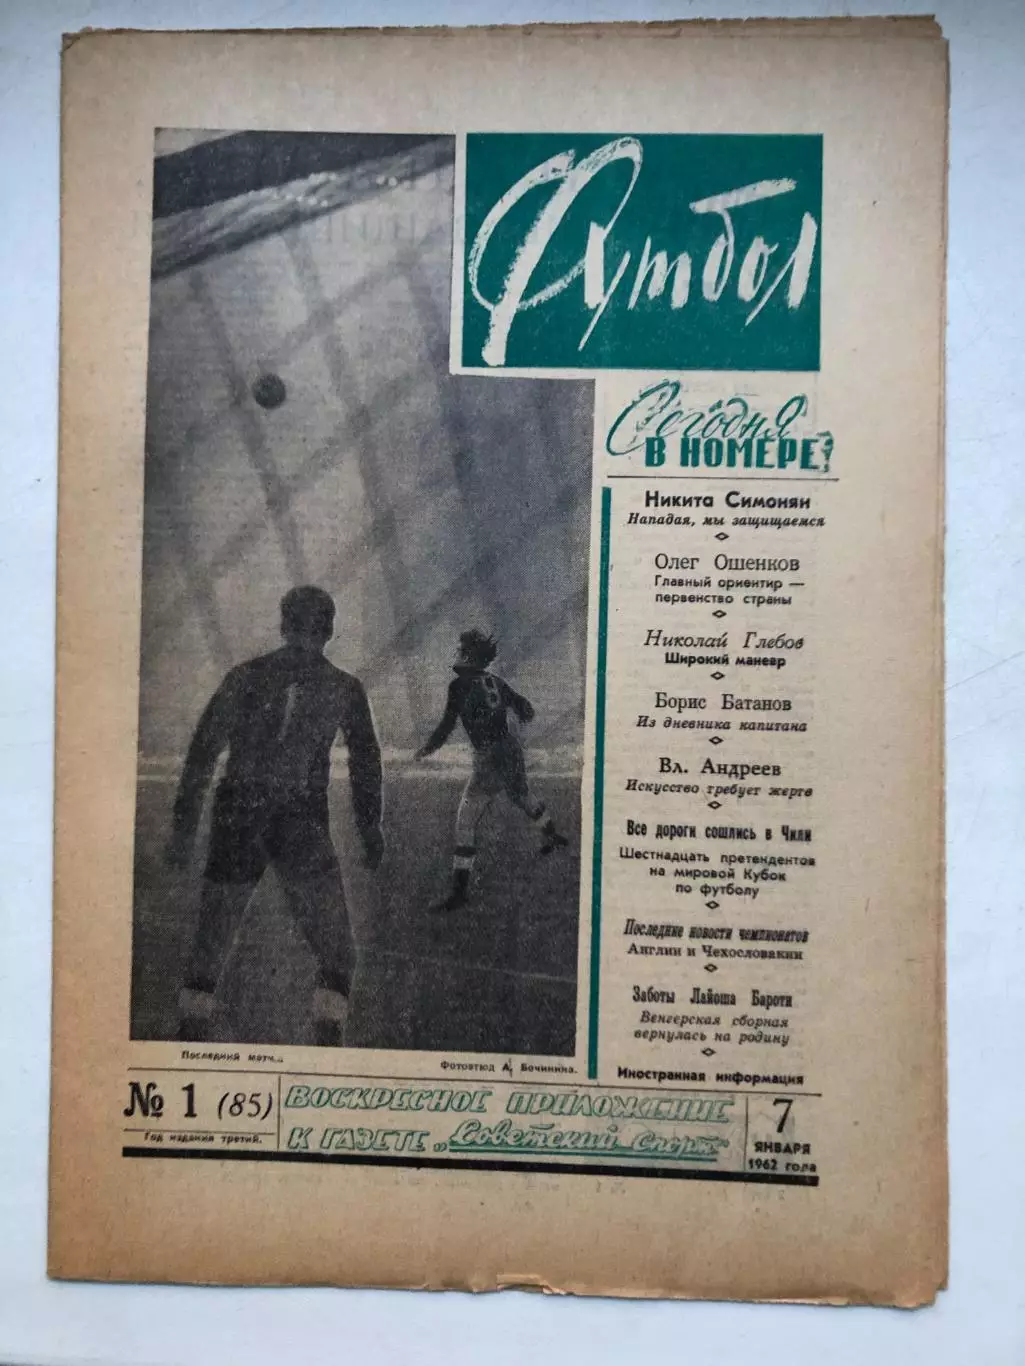 Футбол
Сегодня
В НОМЕРЕ:
Никита Симонян
Нападая, мы защищаемся
Олег Ошенков
Главный ориентир —
первенство страны
Николай Глебов
Широкий маневр
Борис Батанов
Из дневника капитана
Вл. Андреев
Искусство требует жертв
Все дороги сошлись в Чили
Шестнадцать претендентов
на мировой Кубок
по футболу
Последние новости чемпионатов
Англии и Чехословакии
Заботы Лайоша Бароти
Венгерская сборная
вернулась на родину
Иностранная информация
8
Последний матч...
Фотоэтюд А. Бочинина.
№ 1 (85)
Год издания третий.
ВОСКРЕСНОЕ ПРИЛОЖЕНИЕ
К ГАЗЕТЕ „Советский спорт"
7
ЯНВАРЯ
1962 года